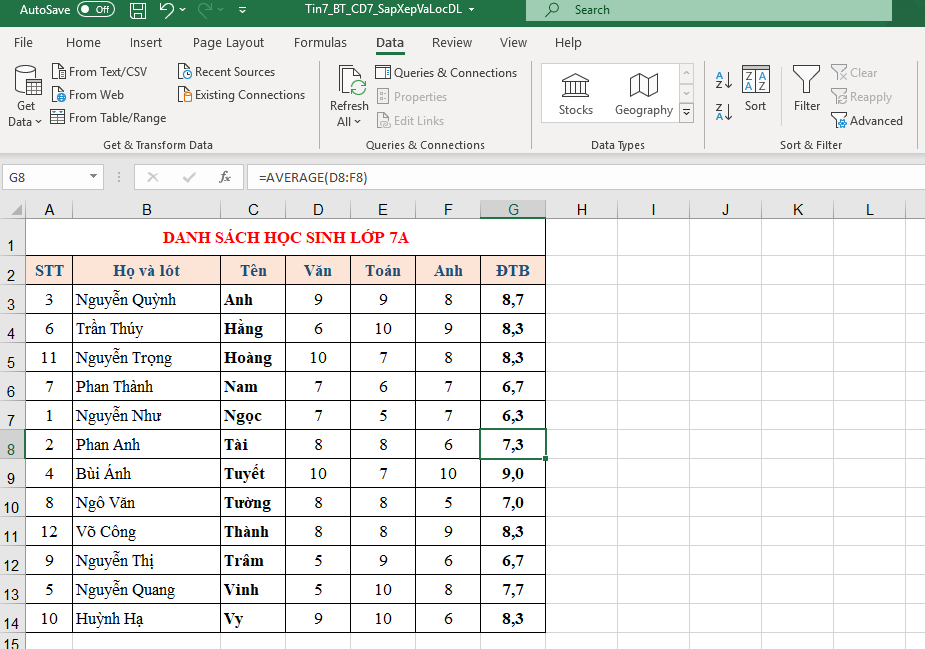 AutoSave Off Tin7_BT_CD7_SapXepVaLocDL Search
File Home Insert Page Layout Formulas Data Review View Help
Get Data
From Text/CSV
From Web
From Table/Range
Recent Sources
Existing Connections
Get & Transform Data
Refresh All
Queries & Connections
Properties
Edit Links
Queries & Connections
Stocks Geography
Data Types
Sort
Filter
Clear
Reapply
Advanced
Sort & Filter
G8 fx =AVERAGE(D8:F8)
A B C D E F G H I J K L
1 DANH SÁCH HỌC SINH LỚP 7A
2 STT Họ và lót Tên Văn Toán Anh ĐTB
3 3 Nguyễn Quỳnh Anh 9 9 8 8,7
4 6 Trần Thúy Hằng 6 10 9 8,3
5 11 Nguyễn Trọng Hoàng 10 7 8 8,3
6 7 Phan Thành Nam 7 6 7 6,7
7 1 Nguyễn Như Ngọc 7 5 7 6,3
8 2 Phan Anh Tài 8 8 6 7,3
9 4 Bùi Ánh Tuyết 10 7 10 9,0
10 8 Ngô Văn Tường 8 8 5 7,0
11 12 Võ Công Thành 8 8 9 8,3
12 9 Nguyễn Thị Trâm 5 9 6 6,7
13 5 Nguyễn Quang Vinh 5 10 8 7,7
14 10 Huỳnh Hạ Vy 9 10 6 8,3
15